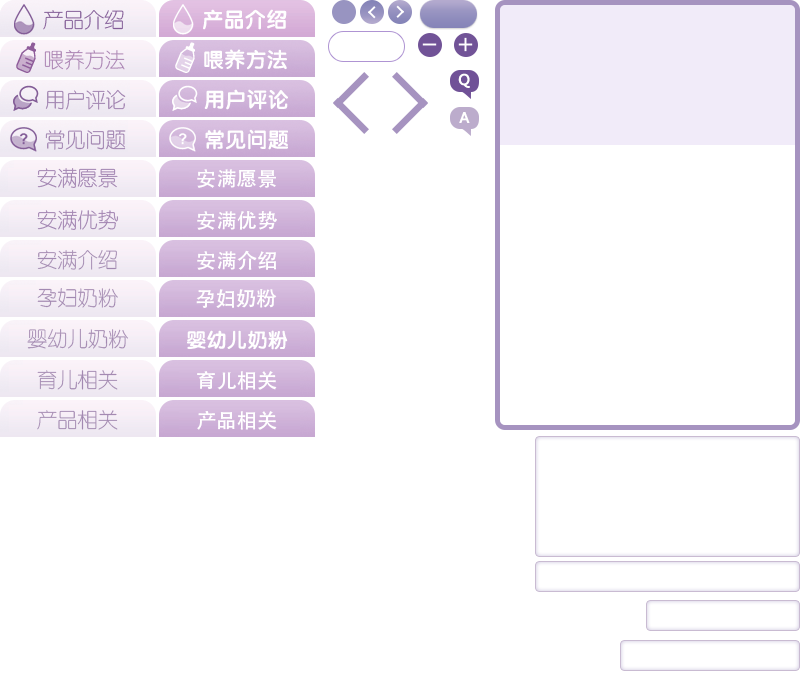 产品介绍 产品介绍
喂养方法 喂养方法
用户评论 用户评论
? 常见问题 ? 常见问题
安满愿景 安满愿景
安满优势 安满优势
安满介绍 安满介绍
孕妇奶粉 孕妇奶粉
婴幼儿奶粉 婴幼儿奶粉
育儿相关 育儿相关
产品相关 产品相关
Q
A